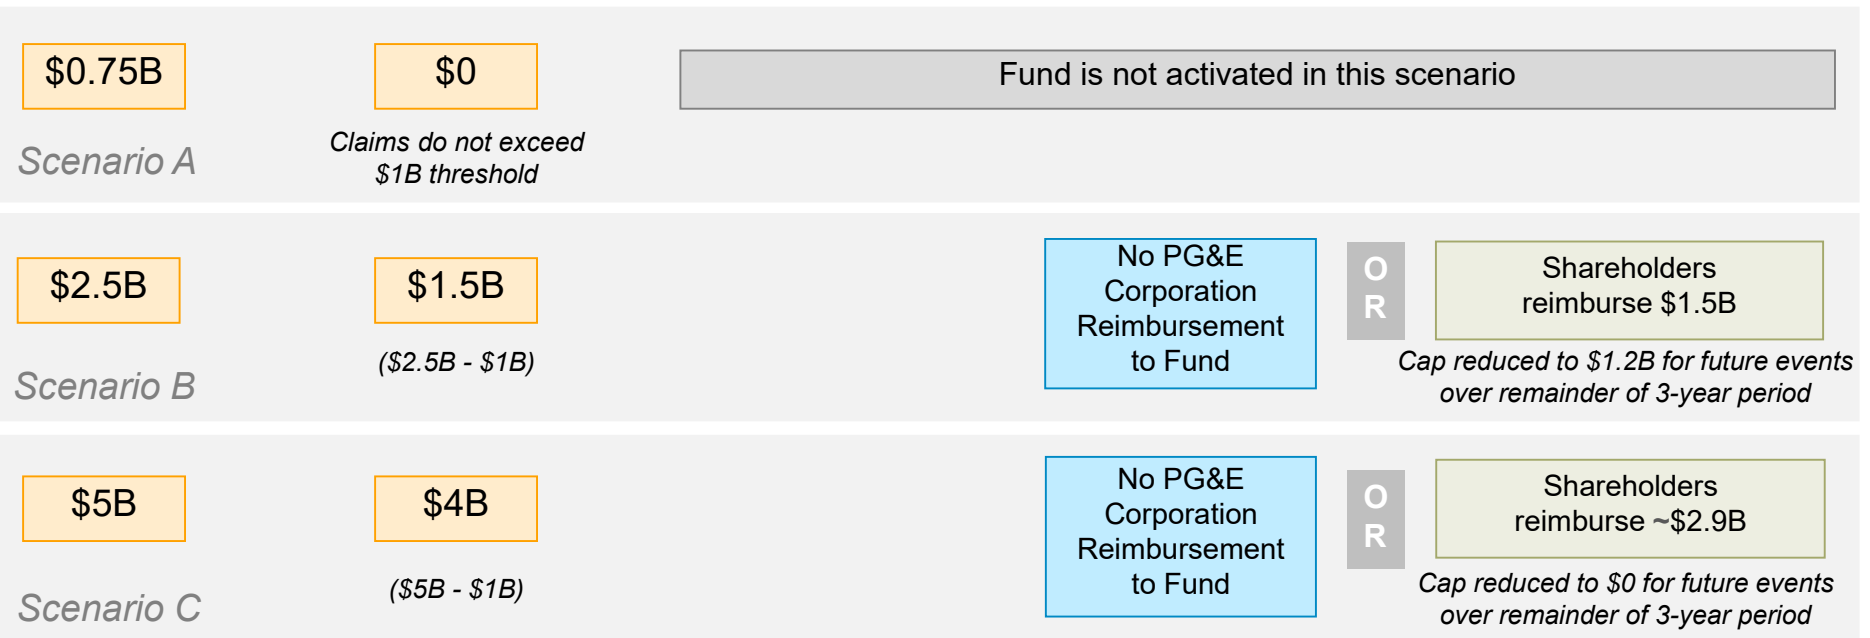 $0.75B
$0
Fund is not activated in this scenario
Scenario A
Claims do not exceed
$1B threshold
$2.5B
$1.5B
No PG&E
Corporation
Reimbursement
to Fund
O
R
Shareholders
reimburse $1.5B
Scenario B
($2.5B - $1B)
Cap reduced to $1.2B for future events
over remainder of 3-year period
$5B
$4B
No PG&E
Corporation
Reimbursement
to Fund
O
R
Shareholders
reimburse ~$2.9B
Scenario C
($5B - $1B)
Cap reduced to $0 for future events
over remainder of 3-year period